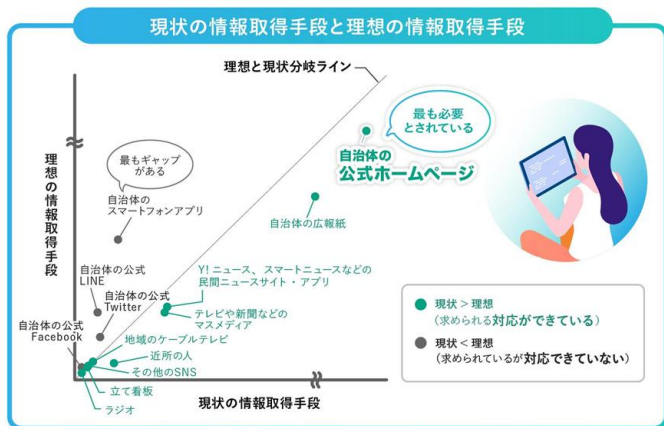 現状の情報取得手段と理想の情報取得手段
理想と現状分岐ライン
最も必要
とされている
自治体の
公式ホームページ
最もギャップ
がある
自治体の
スマートフォンアプリ
理想の情報取得手段
自治体の広報紙
自治体の公式
LINE
自治体の公式
Twitter
Y!ニュース、スマートニュースなどの
民間ニュースサイト・アプリ
テレビや新聞などの
マスメディア
自治体の公式
Facebook
地域のケーブルテレビ
近所の人
その他のSNS
立て看板
ラジオ
現状の情報取得手段
現状＞理想
（求められる対応ができている）
現状＜理想
（求められているが対応できていない）